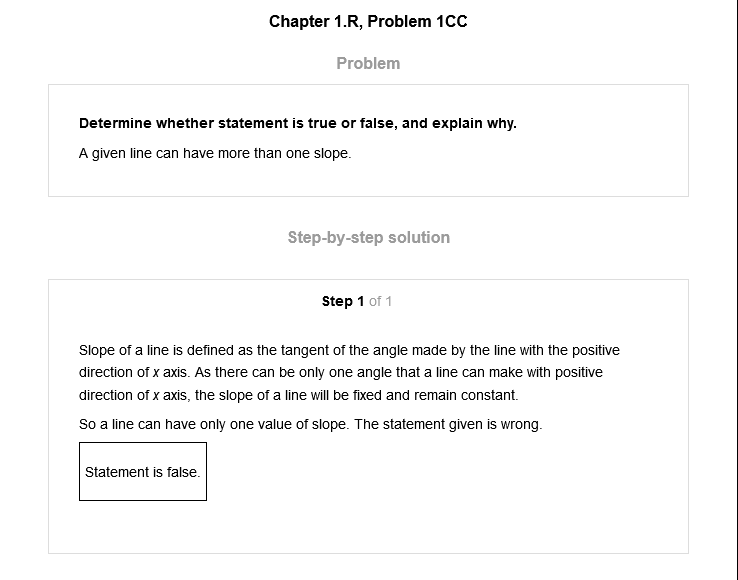 Chapter 1.R, Problem 1CC
Problem
Determine whether statement is true or false, and explain why.
A given line can have more than one slope.
Step-by-step solution
Step 1 of 1
Slope of a line is defined as the tangent of the angle made by the line with the positive
direction of x axis. As there can be only one angle that a line can make with positive
direction of x axis, the slope of a line will be fixed and remain constant.
So a line can have only one value of slope. The statement given is wrong.
Statement is false.